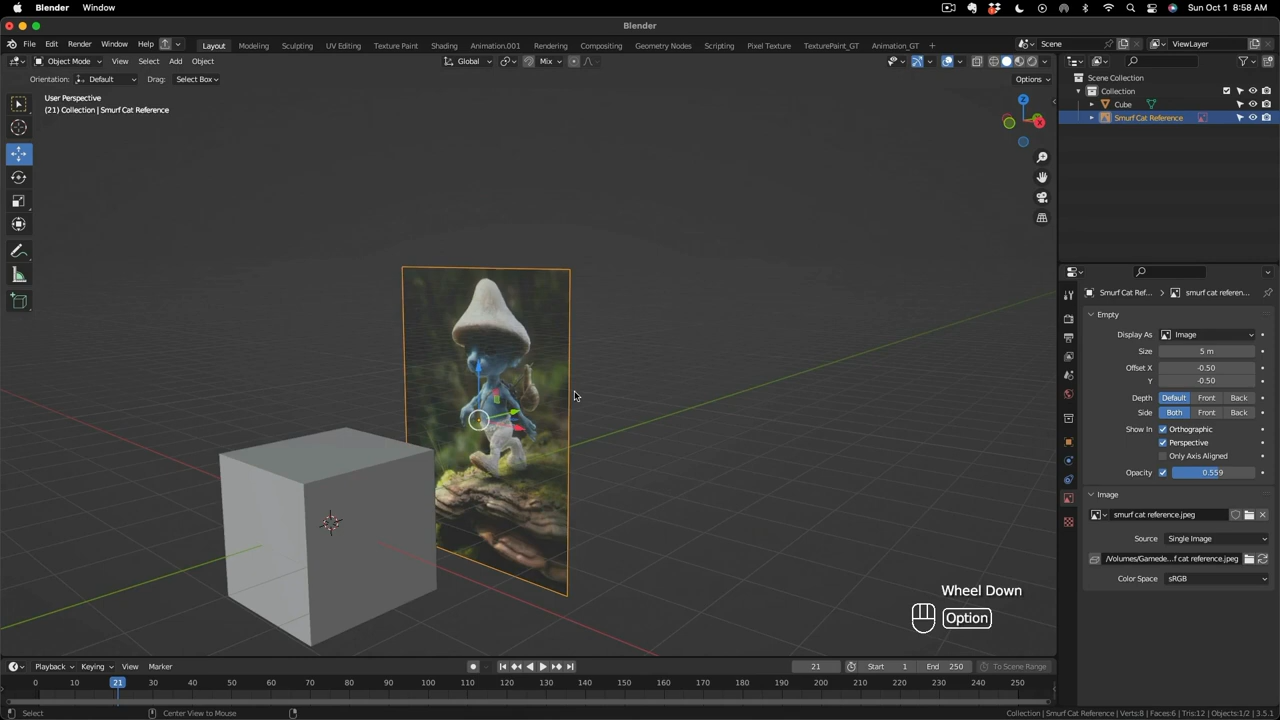 Blender Window Sun Oct 1 8:58 AM
Blender
File Edit Render Window Help Layout Modeling Sculpting UV Editing Texture Paint Shading Animation.001 Rendering Compositing Geometry Nodes Scripting Pixel Texture TexturePaint_GT Animation_GT + Scene ViewLayer
Object Mode View Select Add Object Global Mix
Orientation: Default Drag: Select Box Options
User Perspective
(21) Collection | Smurf Cat Reference
Z
X
Scene Collection
Collection
Cube
Smurf Cat Reference
Smurf Cat Ref... smurf cat referen...
Empty
Display As Image
Size 5 m
Offset X -0.50
Y -0.50
Depth Default Front Back
Side Both Front Back
Show In Orthographic
Perspective
Only Axis Aligned
Opacity 0.559
Image
smurf cat reference.jpeg
Source Single Image
/Volumes/Gamede...f cat reference.jpeg
Color Space sRGB
Wheel Down
Option
Playback Keying View Marker 21 Start 1 End 250 To Scene Range
0 10 21 30 40 50 60 70 80 90 100 110 120 130 140 150 160 170 180 190 200 210 220 230 240 250
Select Center View to Mouse Collection | Smurf Cat Reference | Verts:8 | Faces:6 | Tris:12 | Objects:1/2 | 3.5.1